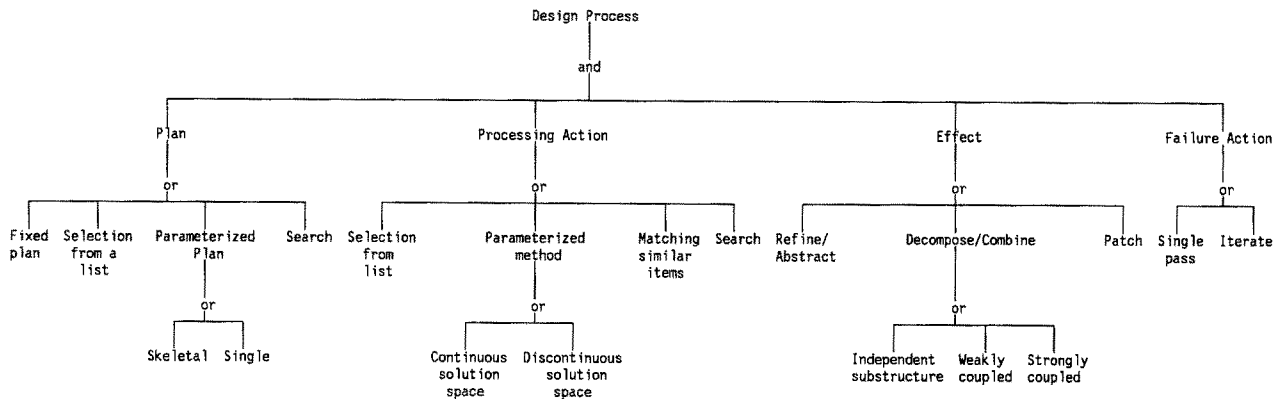 Design Process
and
Plan
Processing Action
Effect
Failure Action
or
or
or
or
Fixed
plan
Selection
from a
list
Parameterized
Plan
Search
Selection
from
list
Parameterized
method
Matching
similar
items
Search
Refine/
Abstract
Decompose/Combine
Patch
Single
pass
Iterate
or
or
or
Skeletal
Single
Continuous
solution
space
Discontinuous
solution
space
Independent
substructure
Weakly
coupled
Strongly
coupled